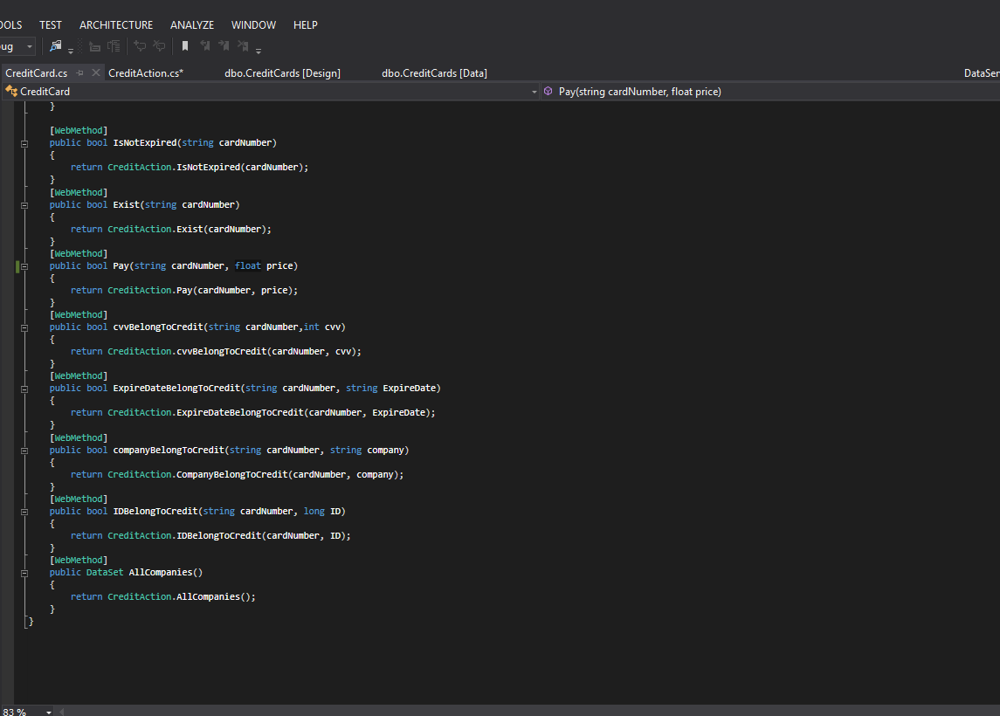 OOLS TEST ARCHITECTURE ANALYZE WINDOW HELP
ug
CreditCard.cs CreditAction.cs* dbo.CreditCards [Design] dbo.CreditCards [Data] DataSer
CreditCard Pay(string cardNumber, float price)
}
[WebMethod]
public bool IsNotExpired(string cardNumber)
{
return CreditAction.IsNotExpired(cardNumber);
}
[WebMethod]
public bool Exist(string cardNumber)
{
return CreditAction.Exist(cardNumber);
}
[WebMethod]
public bool Pay(string cardNumber, float price)
{
return CreditAction.Pay(cardNumber, price);
}
[WebMethod]
public bool cvvBelongToCredit(string cardNumber,int cvv)
{
return CreditAction.cvvBelongToCredit(cardNumber, cvv);
}
[WebMethod]
public bool ExpireDateBelongToCredit(string cardNumber, string ExpireDate)
{
return CreditAction.ExpireDateBelongToCredit(cardNumber, ExpireDate);
}
[WebMethod]
public bool companyBelongToCredit(string cardNumber, string company)
{
return CreditAction.CompanyBelongToCredit(cardNumber, company);
}
[WebMethod]
public bool IDBelongToCredit(string cardNumber, long ID)
{
return CreditAction.IDBelongToCredit(cardNumber, ID);
}
[WebMethod]
public DataSet AllCompanies()
{
return CreditAction.AllCompanies();
}
}
83 %